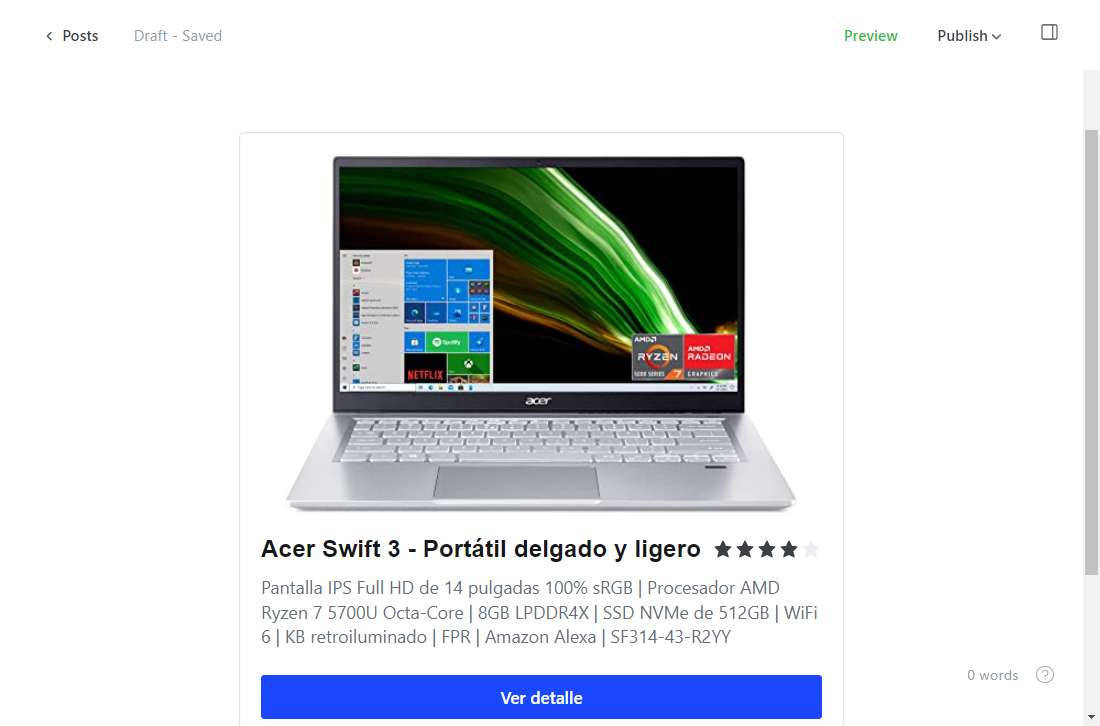 Posts
Draft - Saved
Preview
Publish
Spotify
NETFLIX
AMD
RYZEN
5000 SERIES 7
AMD
RADEON
GRAPHICS
acer
Acer Swift 3 - Portátil delgado y ligero
Pantalla IPS Full HD de 14 pulgadas 100% sRGB | Procesador AMD
Ryzen 7 5700U Octa-Core | 8GB LPDDR4X | SSD NVMe de 512GB | WiFi
6 | KB retroiluminado | FPR | Amazon Alexa | SF314-43-R2YY
0 words
?
Ver detalle